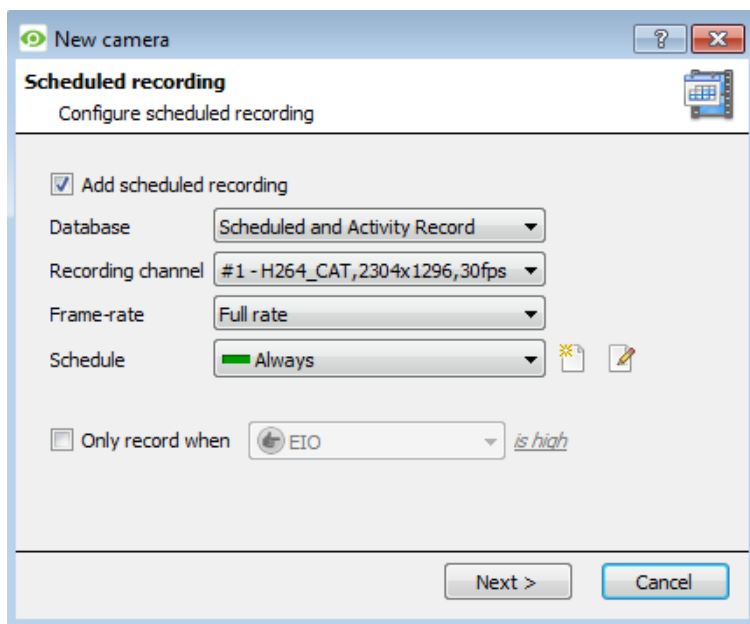 New camera
Scheduled recording
Configure scheduled recording
Add scheduled recording
Database Scheduled and Activity Record
Recording channel #1 - H264_CAT,2304x1296,30fps
Frame-rate Full rate
Schedule Always
Only record when EIO is high
Next > Cancel